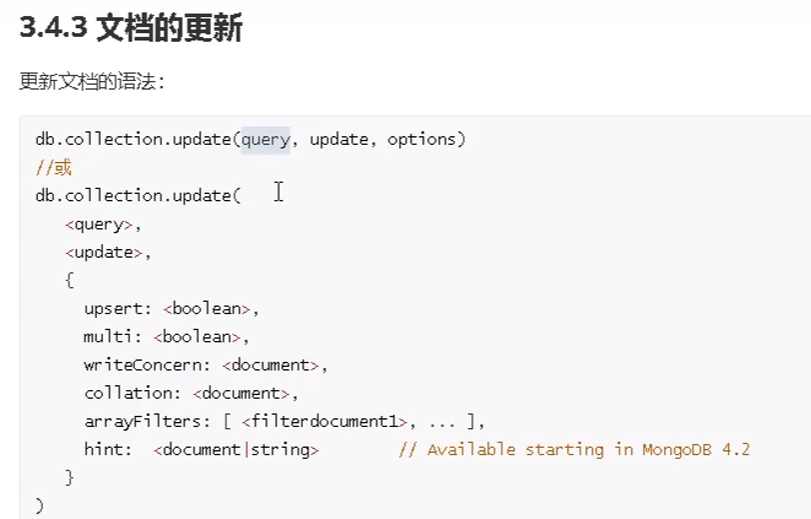 3.4.3 文档的更新
更新文档的语法：
db.collection.update(query, update, options)
//或
db.collection.update(
<query>,
<update>,
{
upsert: <boolean>,
multi: <boolean>,
writeConcern: <document>,
collation: <document>,
arrayFilters: [ <filterdocument1>, ... ],
hint:  <document|string>        // Available starting in MongoDB 4.2
}
)